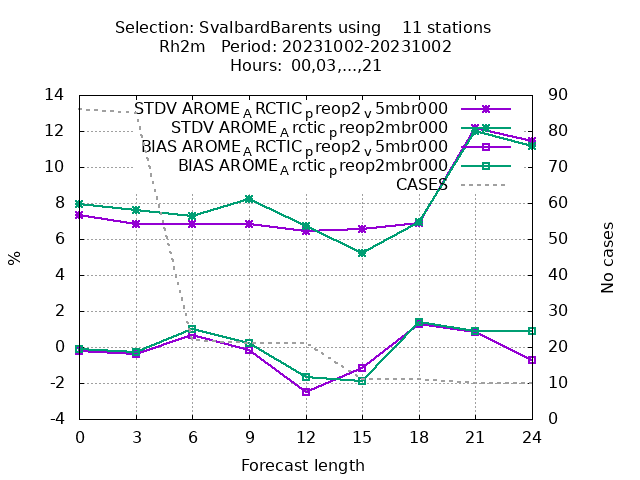 Selection: SvalbardBarents using 11 stations
Rh2m Period: 20231002-20231002
Hours: 00,03,...,21
STDV AROME_ARCTIC_preop2_v5mbr000
STDV AROME_Arctic_preop2mbr000
BIAS AROME_ARCTIC_preop2_v5mbr000
BIAS AROME_Arctic_preop2mbr000
CASES
14
12
10
8
6
4
2
0
-2
-4
%
90
80
70
60
50
40
30
20
10
0
No cases
0 3 6 9 12 15 18 21 24
Forecast length